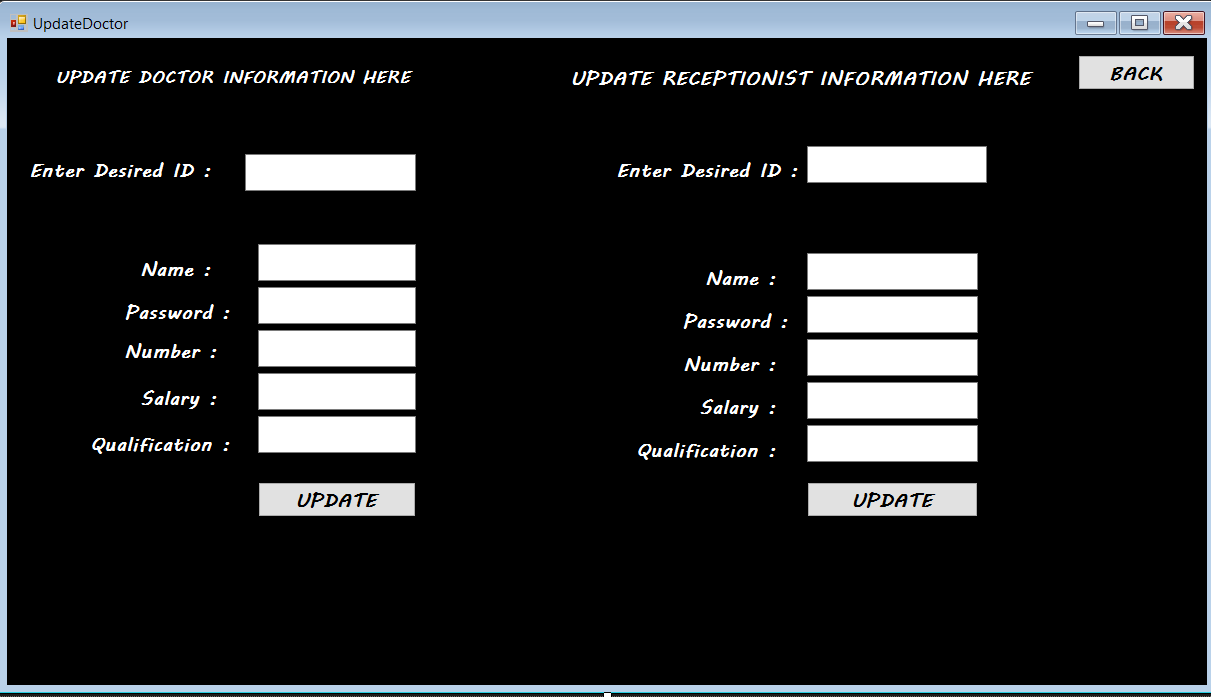 UpdateDoctor
UPDATE DOCTOR INFORMATION HERE
UPDATE RECEPTIONIST INFORMATION HERE
BACK
Enter Desired ID :
Name :
Password :
Number :
Salary :
Qualification :
UPDATE
Enter Desired ID :
Name :
Password :
Number :
Salary :
Qualification :
UPDATE